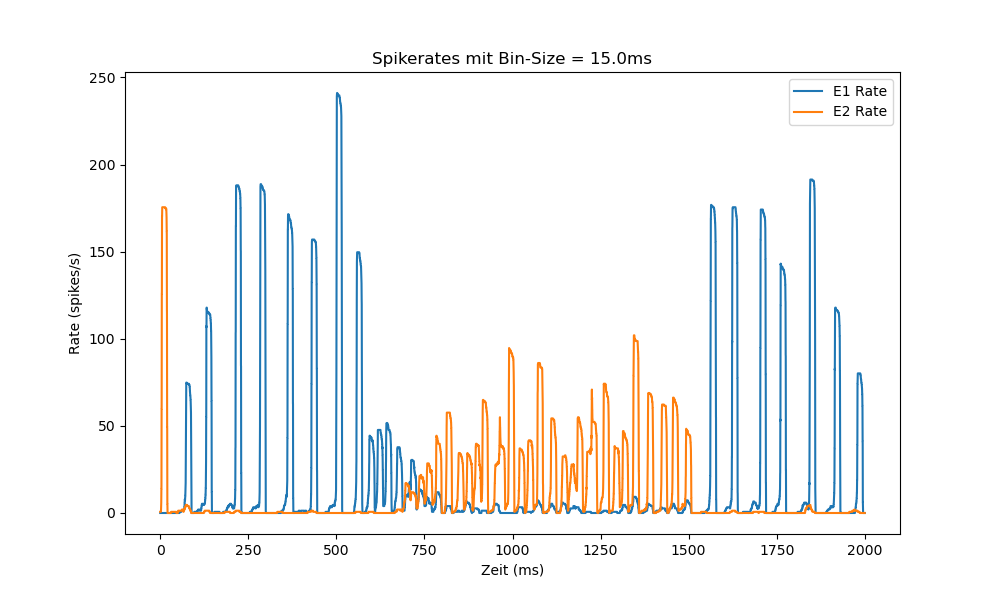 Spikerates mit Bin-Size = 15.0ms
E1 Rate
E2 Rate
250
200
150
100
50
0
Rate (spikes/s)
0 250 500 750 1000 1250 1500 1750 2000
Zeit (ms)